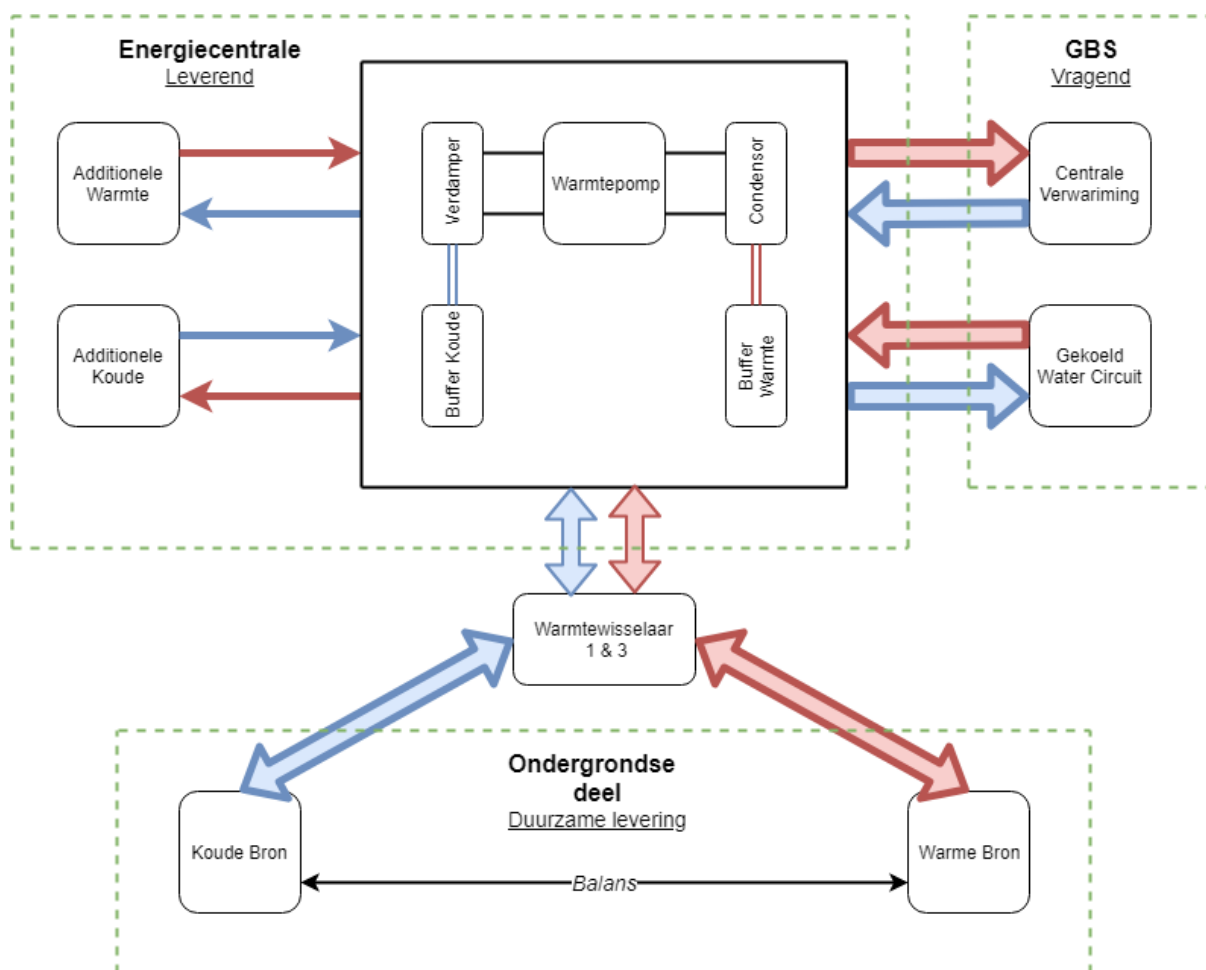 Energiecentrale
Leverend
GBS
Vragend
Additionele
Warmte
Verdamper
Warmtepomp
Condensor
Centrale
Verwariming
Additionele
Koude
Buffer Koude
Buffer
Warmte
Gekoeld
Water Circuit
Warmtewisselaar
1 & 3
Ondergrondse
deel
Duurzame levering
Koude Bron
Warme Bron
Balans